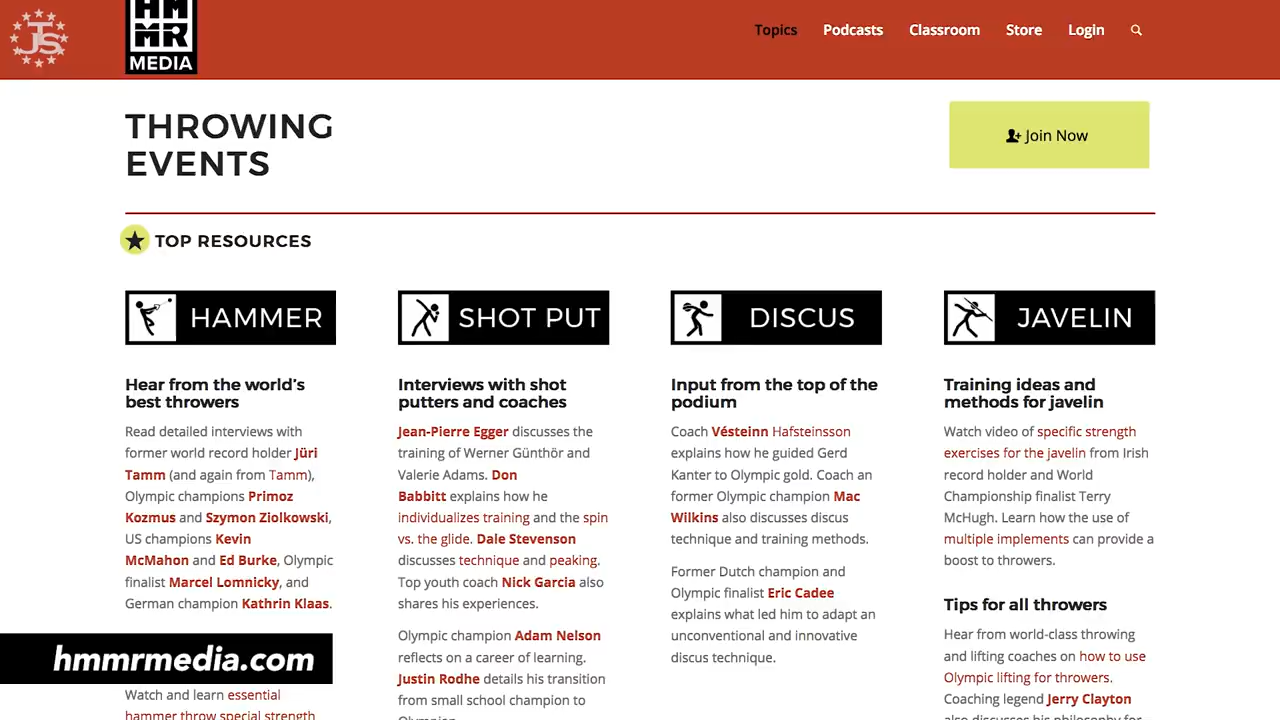 JS
HM
MR
MEDIA
Topics
Podcasts
Classroom
Store
Login
THROWING
EVENTS
Join Now
TOP RESOURCES
HAMMER
Hear from the world's
best throwers
Read detailed interviews with
former world record holder Jüri
Tamm (and again from Tamm),
Olympic champions Primoz
Kozmus and Szymon Ziolkowski,
US champions Kevin
McMahon and Ed Burke, Olympic
finalist Marcel Lomnicky, and
German champion Kathrin Klaas.
Watch and learn essential
hammer throw special strength
SHOT PUT
Interviews with shot
putters and coaches
Jean-Pierre Egger discusses the
training of Werner Günthör and
Valerie Adams. Don
Babbitt explains how he
individualizes training and the spin
vs. the glide. Dale Stevenson
discusses technique and peaking.
Top youth coach Nick Garcia also
shares his experiences.
Olympic champion Adam Nelson
reflects on a career of learning.
Justin Rodhe details his transition
from small school champion to
Olympian.
DISCUS
Input from the top of the
podium
Coach Vésteinn Hafsteinsson
explains how he guided Gerd
Kanter to Olympic gold. Coach an
former Olympic champion Mac
Wilkins also discusses discus
technique and training methods.
Former Dutch champion and
Olympic finalist Eric Cadee
explains what led him to adapt an
unconventional and innovative
discus technique.
JAVELIN
Training ideas and
methods for javelin
Watch video of specific strength
exercises for the javelin from Irish
record holder and World
Championship finalist Terry
McHugh. Learn how the use of
multiple implements can provide a
boost to throwers.
Tips for all throwers
Hear from world-class throwing
and lifting coaches on how to use
Olympic lifting for throwers.
Coaching legend Jerry Clayton
also discusses his philosophy for
hmmrmedia.com